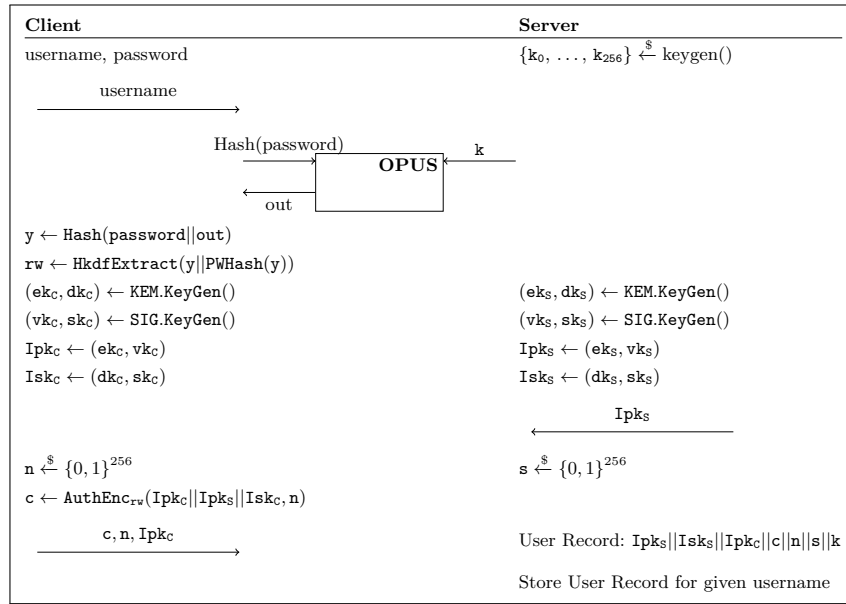 Client Server
username, password {k₀, …, k₂₅₆} ←$ keygen()
username
Hash(password) OPUS k
out
y ← Hash(password||out)
rw ← HkdfExtract(y||PWHash(y))
(ek_C, dk_C) ← KEM.KeyGen() (ek_S, dk_S) ← KEM.KeyGen()
(vk_C, sk_C) ← SIG.KeyGen() (vk_S, sk_S) ← SIG.KeyGen()
Ipk_C ← (ek_C, vk_C) Ipk_S ← (ek_S, vk_S)
Isk_C ← (dk_C, sk_C) Isk_S ← (dk_S, sk_S)
Ipk_S
n ←$ {0, 1}²⁵⁶ s ←$ {0, 1}²⁵⁶
c ← AuthEnc_rw(Ipk_C||Ipk_S||Isk_C, n)
c, n, Ipk_C User Record: Ipk_S||Isk_S||Ipk_C||c||n||s||k
Store User Record for given username